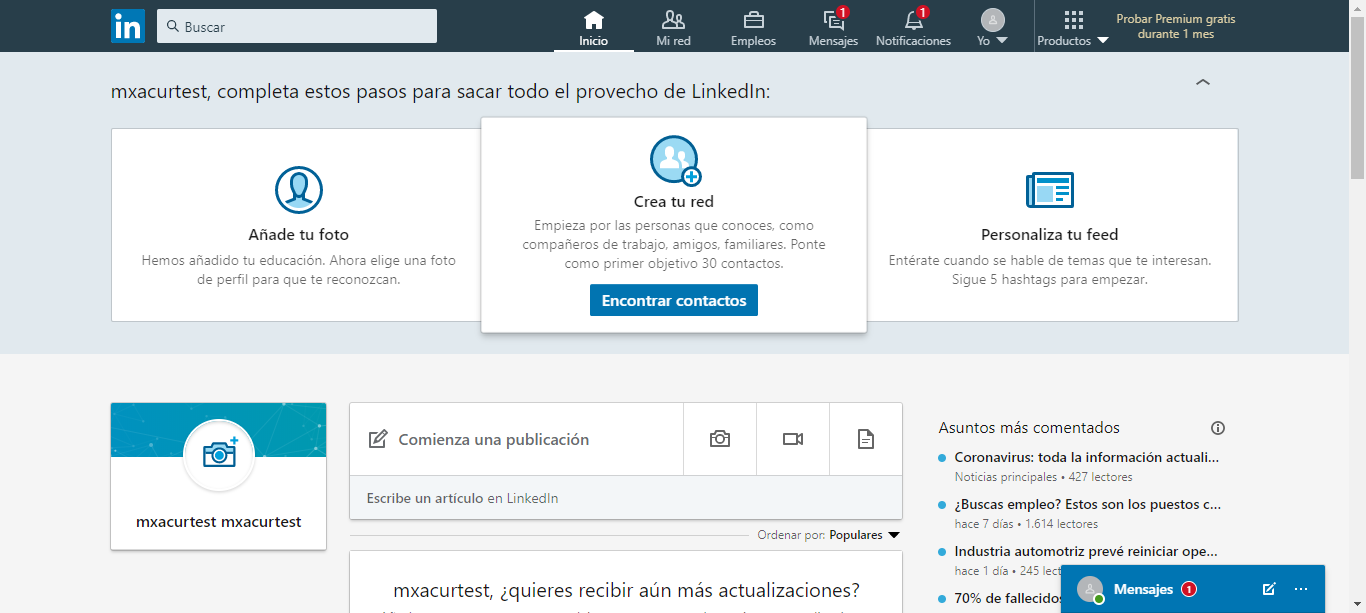 in
Buscar
Inicio
Mi red
Empleos
1
Mensajes
1
Notificaciones
Yo
Productos
Probar Premium gratis
durante 1 mes
mxacurtest, completa estos pasos para sacar todo el provecho de LinkedIn:
Añade tu foto
Hemos añadido tu educación. Ahora elige una foto
de perfil para que te reconozcan.
Crea tu red
Empieza por las personas que conoces, como
compañeros de trabajo, amigos, familiares. Ponte
como primer objetivo 30 contactos.
Encontrar contactos
Personaliza tu feed
Entérate cuando se hable de temas que te interesan.
Sigue 5 hashtags para empezar.
mxacurtest mxacurtest
Comienza una publicación
Escribe un artículo en LinkedIn
Ordenar por: Populares
mxacurtest, ¿quieres recibir aún más actualizaciones?
Asuntos más comentados
Coronavirus: toda la información actuali...
Noticias principales • 427 lectores
¿Buscas empleo? Estos son los puestos c...
hace 7 días • 1.614 lectores
Industria automotriz prevé reiniciar ope...
hace 1 día • 245 lect
70% de fallecidos
Mensajes 1